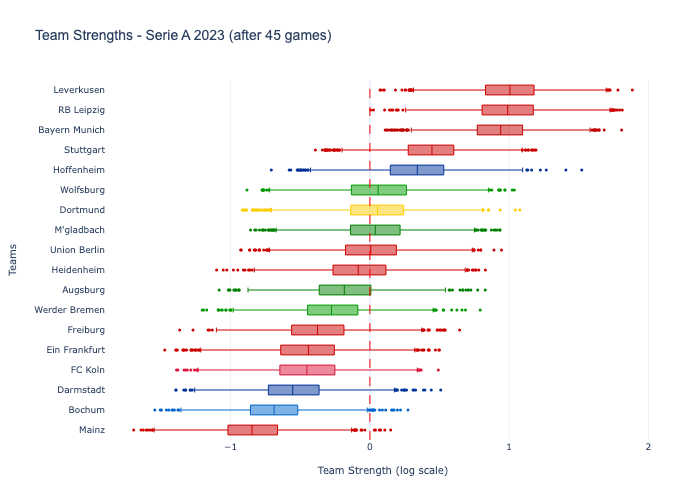 Team Strengths - Serie A 2023 (after 45 games)
Leverkusen
RB Leipzig
Bayern Munich
Stuttgart
Hoffenheim
Wolfsburg
Dortmund
M'gladbach
Union Berlin
Heidenheim
Augsburg
Werder Bremen
Freiburg
Ein Frankfurt
FC Koln
Darmstadt
Bochum
Mainz
Teams
−1 0 1 2
Team Strength (log scale)